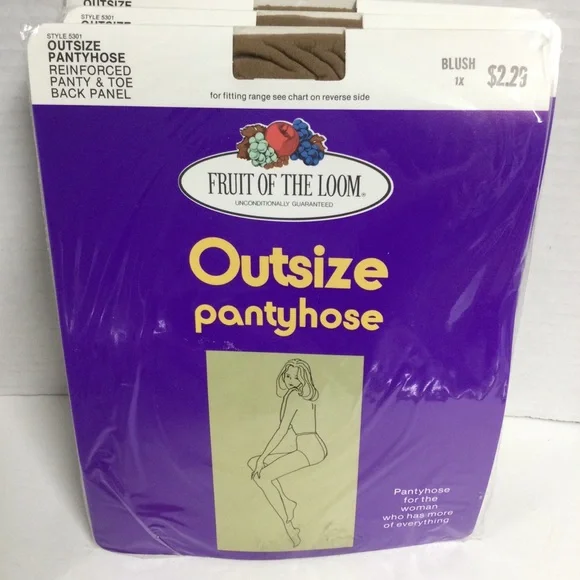 OUTSIZE
STYLE 5301
OUTSIZE
STYLE 5301
OUTSIZE
PANTYHOSE
REINFORCED
PANTY & TOE
BACK PANEL
BLUSH
1X
$2.29
for fitting range see chart on reverse side
FRUIT OF THE LOOM®
UNCONDITIONALLY GUARANTEED
Outsize
pantyhose
Pantyhose
for the
woman
who has more
of everything